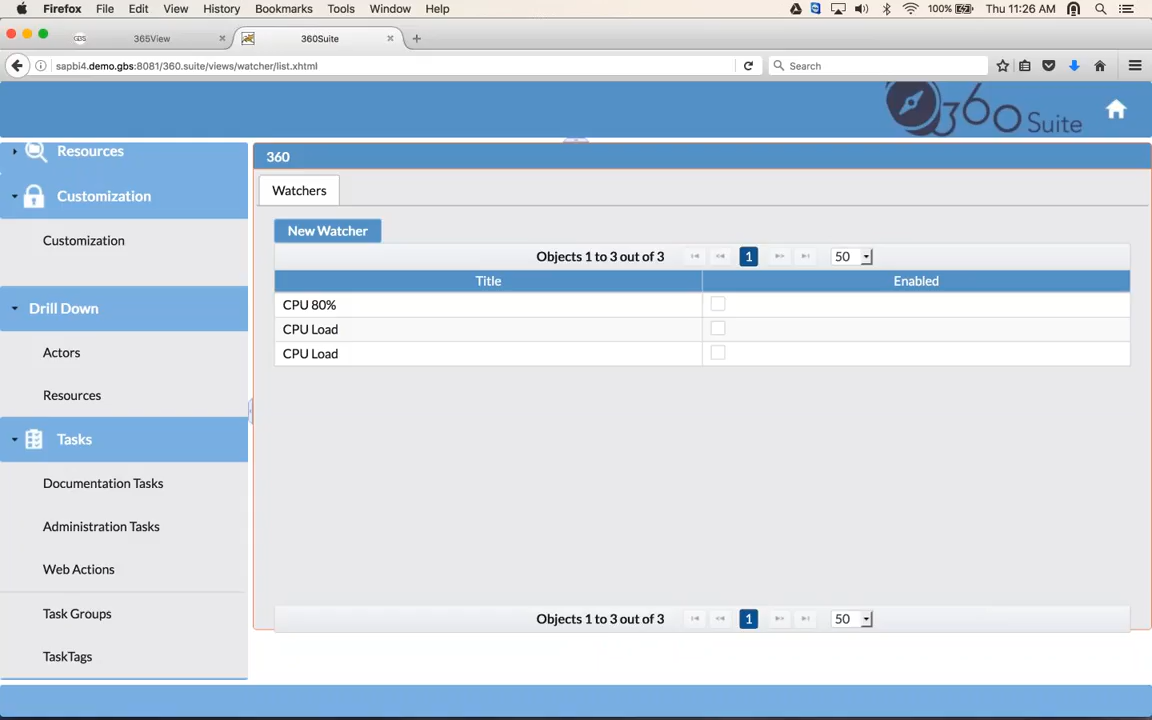 Firefox File Edit View History Bookmarks Tools Window Help 100% Thu 11:26 AM
GBS 365View 360Suite
sapbi4.demo.gbs:8081/360.suite/views/watcher/list.xhtml Search
360 Suite
Resources
360
Customization
Watchers
Customization
New Watcher
Objects 1 to 3 out of 3 1 50
Title Enabled
Drill Down
CPU 80%
CPU Load
Actors
CPU Load
Resources
Tasks
Documentation Tasks
Administration Tasks
Web Actions
Task Groups
Objects 1 to 3 out of 3 1 50
TaskTags